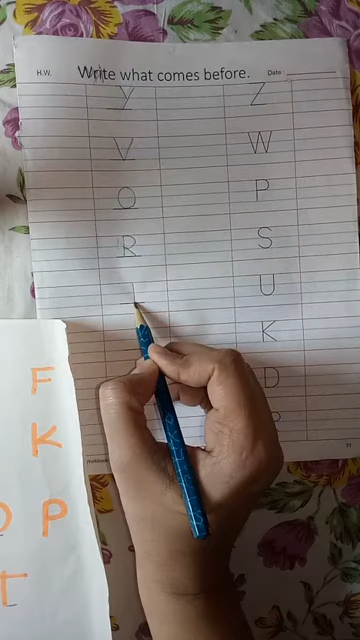 H.W. Write what comes before. Date :
Y Z
V W
O P
R S
U
K
D
F
K
P
I